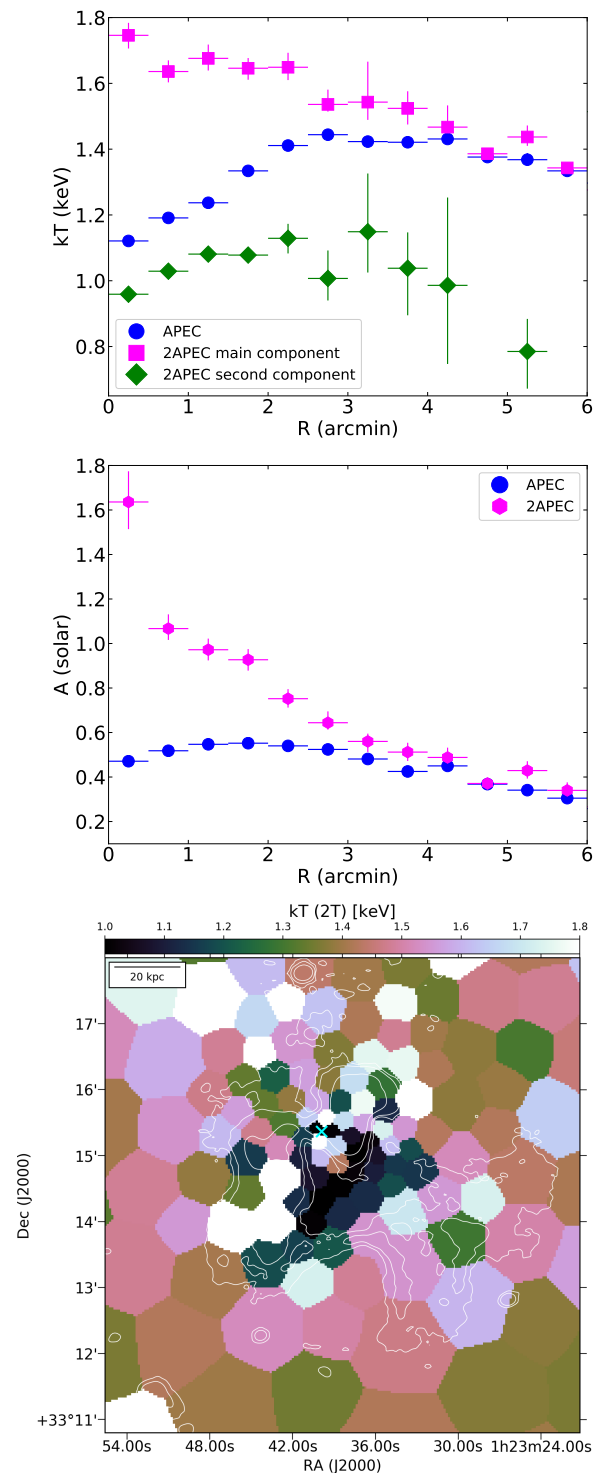 1.8
1.6
1.4
1.2
1.0
0.8
kT (keV)
APEC
2APEC main component
2APEC second component
0 1 2 3 4 5 6
R (arcmin)
1.8
1.6
1.4
1.2
1.0
0.8
0.6
0.4
0.2
A (solar)
APEC
2APEC
0 1 2 3 4 5 6
R (arcmin)
kT (2T) [keV]
1.0 1.1 1.2 1.3 1.4 1.5 1.6 1.7 1.8
20 kpc
17'
16'
15'
14'
13'
12'
+33°11'
Dec (J2000)
54.00s 48.00s 42.00s 36.00s 30.00s 1h23m24.00s
RA (J2000)